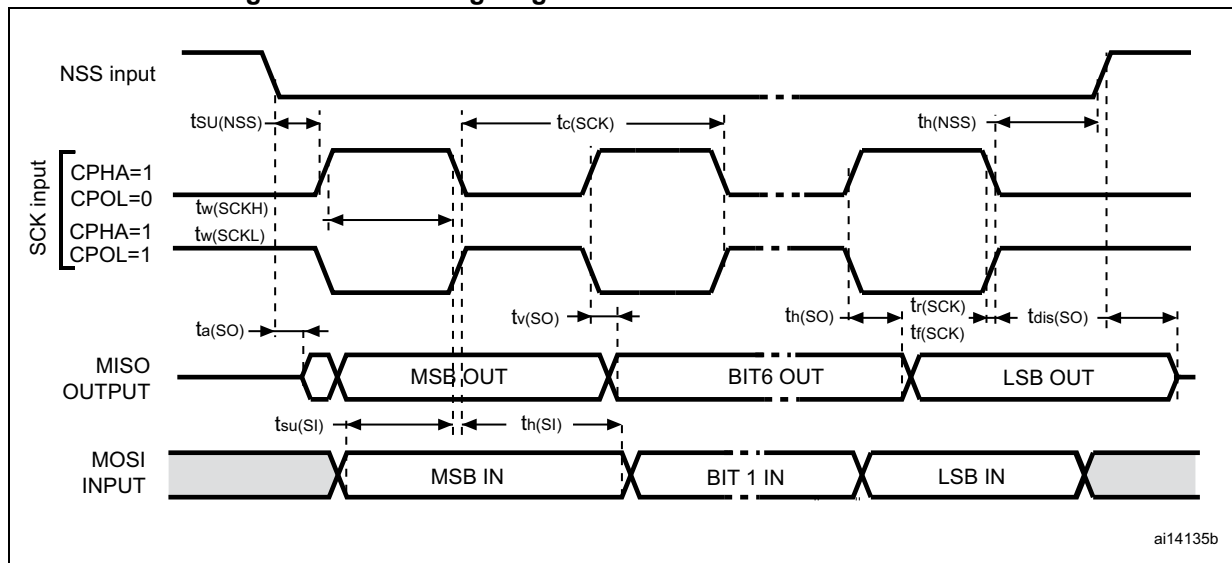 NSS input
tSU(NSS)
tc(SCK)
th(NSS)
SCK input
CPHA=1
CPOL=0
tw(SCKH)
CPHA=1
tw(SCKL)
CPOL=1
ta(SO)
tv(SO)
th(SO)
tr(SCK)
tf(SCK)
tdis(SO)
MISO
OUTPUT
MSB OUT
BIT6 OUT
LSB OUT
tsu(SI)
th(SI)
MOSI
INPUT
MSB IN
BIT 1 IN
LSB IN
ai14135b